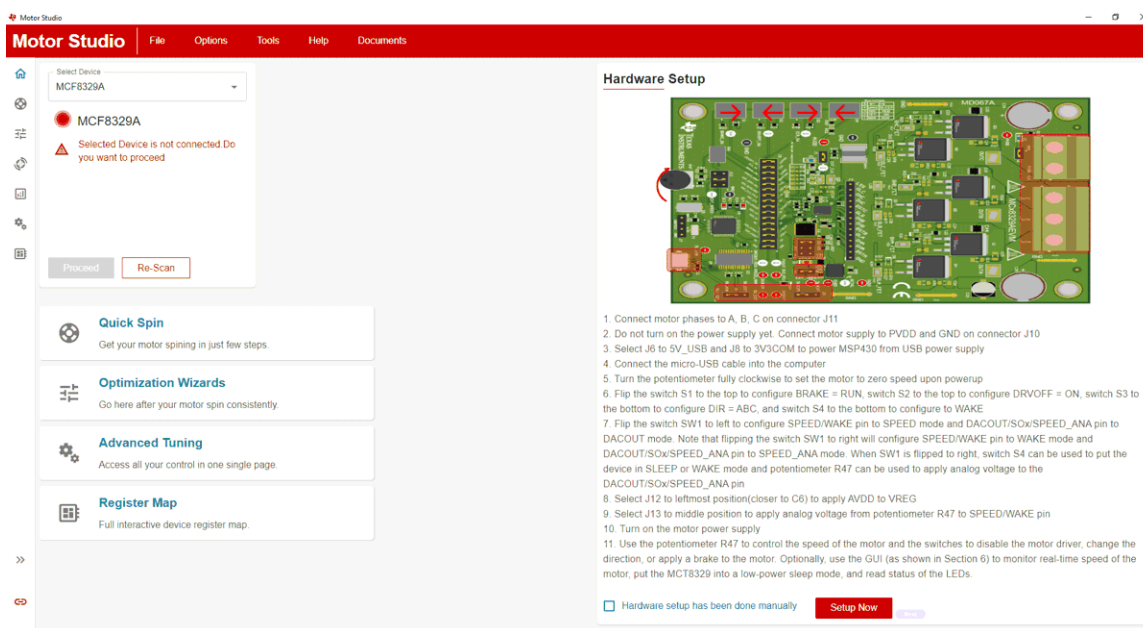 Motor Studio
Motor Studio
File
Options
Tools
Help
Documents
Select Device
MCF8329A
MCF8329A
Selected Device is not connected.Do
you want to proceed
Proceed
Re-Scan
Quick Spin
Get your motor spining in just few steps.
Optimization Wizards
Go here after your motor spin consistently.
Advanced Tuning
Access all your control in one single page.
Register Map
Full interactive device register map.
Hardware Setup
MD067A
TEXAS
INSTRUMENTS
1. Connect motor phases to A, B, C on connector J11
2. Do not turn on the power supply yet. Connect motor supply to PVDD and GND on connector J10
3. Select J6 to 5V_USB and J8 to 3V3COM to power MSP430 from USB power supply
4. Connect the micro-USB cable into the computer
5. Turn the potentiometer fully clockwise to set the motor to zero speed upon powerup
6. Flip the switch S1 to the top to configure BRAKE = RUN, switch S2 to the top to configure DRVOFF = ON, switch S3 to
the bottom to configure DIR = ABC, and switch S4 to the bottom to configure to WAKE
7. Flip the switch SW1 to left to configure SPEED/WAKE pin to SPEED mode and DACOUT/SOx/SPEED_ANA pin to
DACOUT mode. Note that flipping the switch SW1 to right will configure SPEED/WAKE pin to WAKE mode and
DACOUT/SOx/SPEED_ANA pin to SPEED_ANA mode. When SW1 is flipped to right, switch S4 can be used to put the
device in SLEEP or WAKE mode and potentiometer R47 can be used to apply analog voltage to the
DACOUT/SOx/SPEED_ANA pin
8. Select J12 to leftmost position(closer to C6) to apply AVDD to VREG
9. Select J13 to middle position to apply analog voltage from potentiometer R47 to SPEED/WAKE pin
10. Turn on the motor power supply
11. Use the potentiometer R47 to control the speed of the motor and the switches to disable the motor driver, change the
direction, or apply a brake to the motor. Optionally, use the GUI (as shown in Section 6) to monitor real-time speed of the
motor, put the MCT8329 into a low-power sleep mode, and read status of the LEDs.
Hardware setup has been done manually
Setup Now